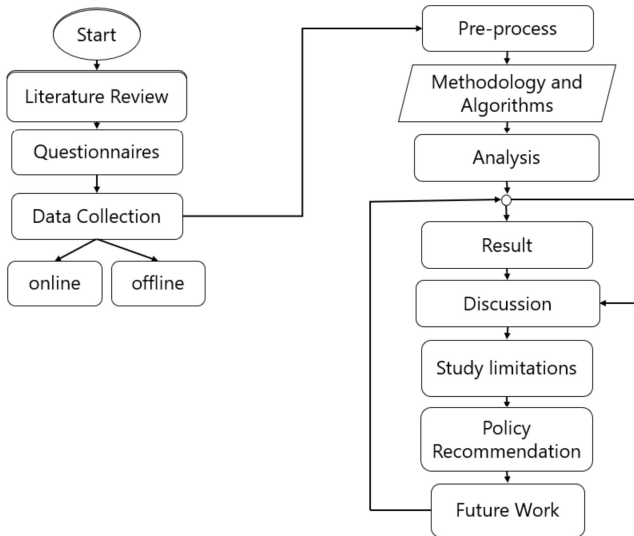 Start
Literature Review
Questionnaires
Data Collection
online
offline
Pre-process
Methodology and
Algorithms
Analysis
Result
Discussion
Study limitations
Policy
Recommendation
Future Work